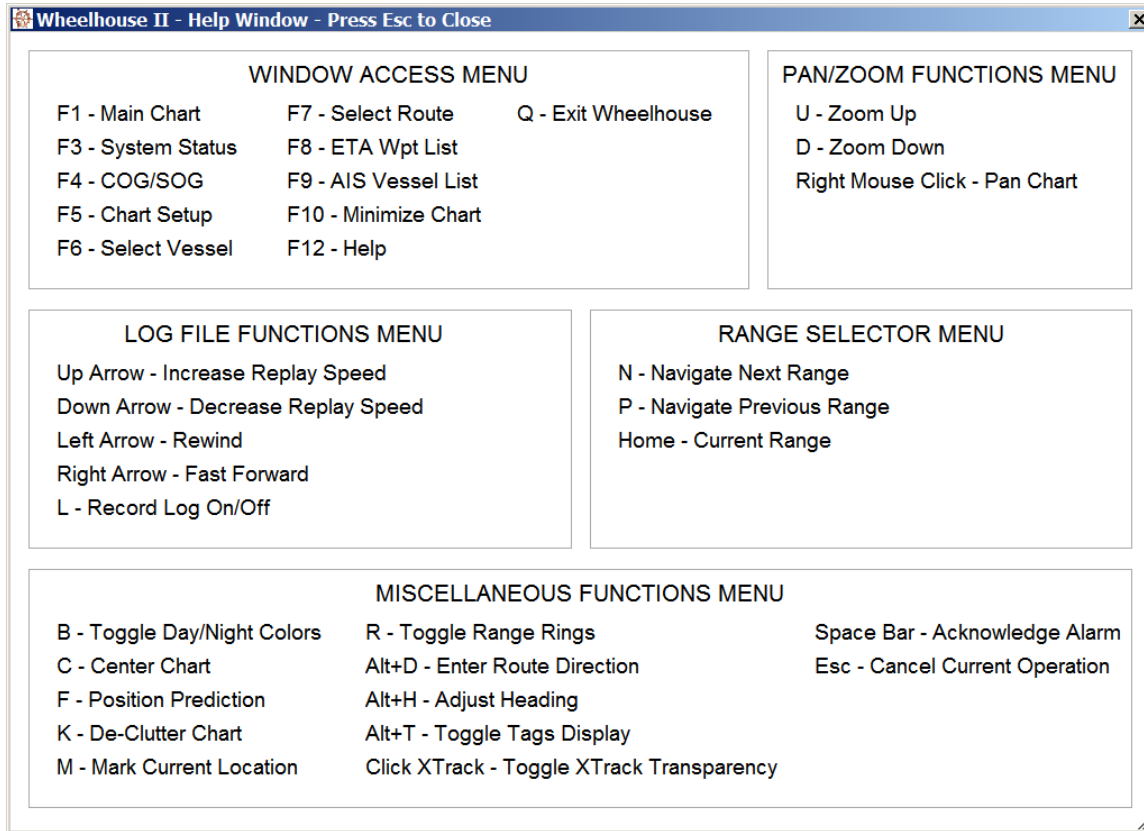 Wheelhouse II - Help Window - Press Esc to Close
WINDOW ACCESS MENU
F1 - Main Chart
F3 - System Status
F4 - COG/SOG
F5 - Chart Setup
F6 - Select Vessel
F7 - Select Route
F8 - ETA Wpt List
F9 - AIS Vessel List
F10 - Minimize Chart
F12 - Help
Q - Exit Wheelhouse
PAN/ZOOM FUNCTIONS MENU
U - Zoom Up
D - Zoom Down
Right Mouse Click - Pan Chart
LOG FILE FUNCTIONS MENU
Up Arrow - Increase Replay Speed
Down Arrow - Decrease Replay Speed
Left Arrow - Rewind
Right Arrow - Fast Forward
L - Record Log On/Off
RANGE SELECTOR MENU
N - Navigate Next Range
P - Navigate Previous Range
Home - Current Range
MISCELLANEOUS FUNCTIONS MENU
B - Toggle Day/Night Colors
C - Center Chart
F - Position Prediction
K - De-Clutter Chart
M - Mark Current Location
R - Toggle Range Rings
Alt+D - Enter Route Direction
Alt+H - Adjust Heading
Alt+T - Toggle Tags Display
Click XTrack - Toggle XTrack Transparency
Space Bar - Acknowledge Alarm
Esc - Cancel Current Operation